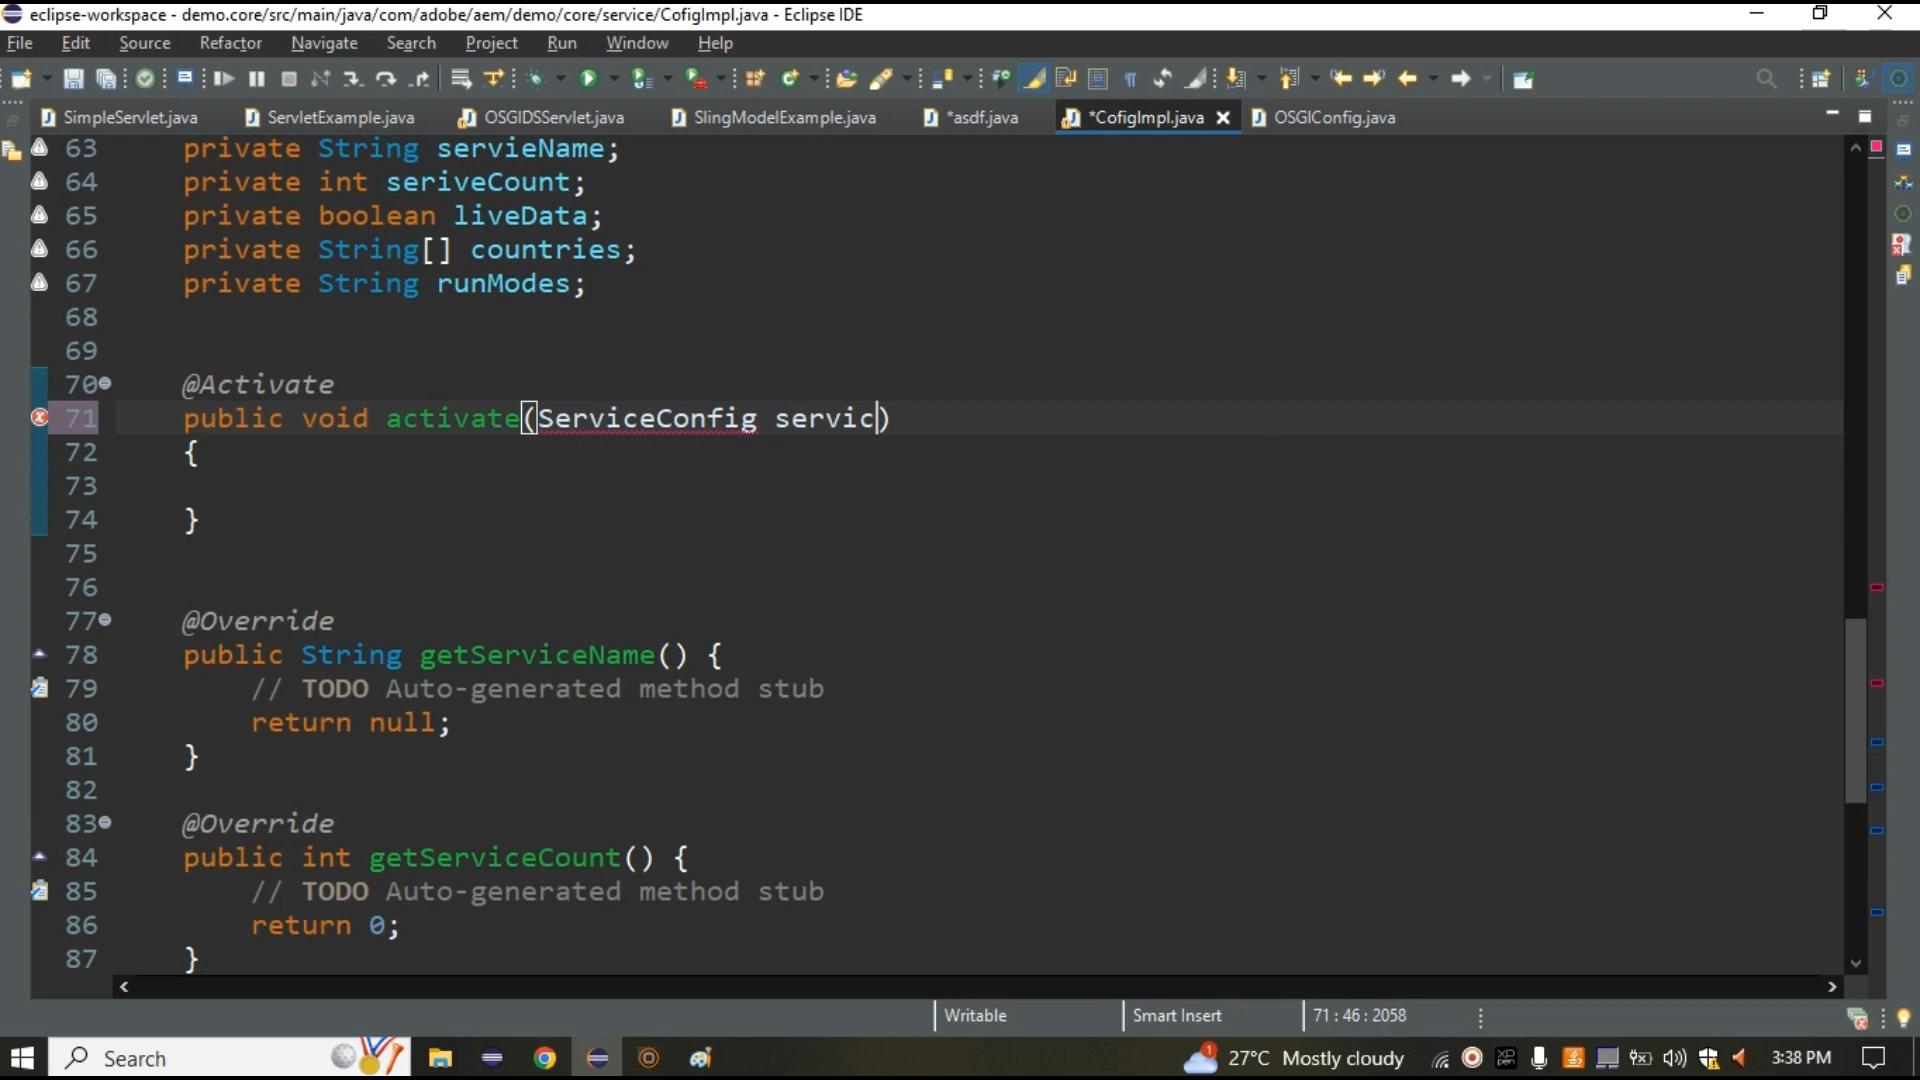 eclipse-workspace - demo.core/src/main/java/com/adobe/aem/demo/core/service/CofigImpl.java - Eclipse IDE
File Edit Source Refactor Navigate Search Project Run Window Help
SimpleServlet.java ServletExample.java OSGIDSServlet.java SlingModelExample.java *asdf.java *CofigImpl.java OSGIConfig.java
63 private String servieName;
64 private int seriveCount;
65 private boolean liveData;
66 private String[] countries;
67 private String runModes;
68
69
70 @Activate
71 public void activate(ServiceConfig servic)
72 {
73
74 }
75
76
77 @Override
78 public String getServiceName() {
79 // TODO Auto-generated method stub
80 return null;
81 }
82
83 @Override
84 public int getServiceCount() {
85 // TODO Auto-generated method stub
86 return 0;
87 }
Writable Smart Insert 71 : 46 : 2058
Search 1 27°C Mostly cloudy 3:38 PM